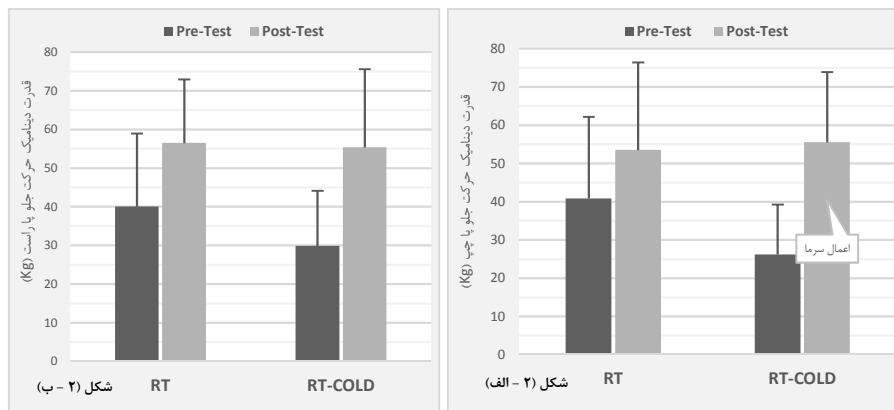 Pre-Test Post-Test
قدرت دینامیک حرکت جلو پا راست (Kg)
80
70
60
50
40
30
20
10
0
RT RT-COLD
شکل (۲ - ب)
Pre-Test Post-Test
قدرت دینامیک حرکت جلو پا چپ (Kg)
80
70
60
50
40
30
20
10
0
اعمال سرما
RT RT-COLD
شکل (۲ - الف)